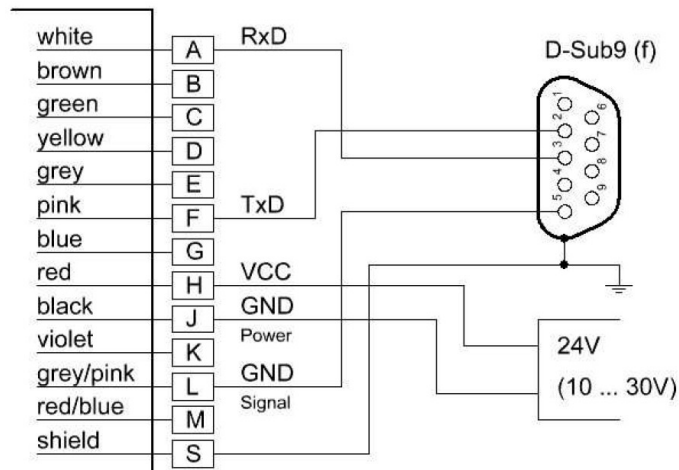 white A RxD
D-Sub9 (f)
brown B
green C
yellow D
grey E
pink F TxD
blue G
red H VCC
black J GND
Power
violet K
grey/pink L GND
Signal
red/blue M
shield S
1
2
3
4
5
6
7
8
9
24V
(10 ... 30V)